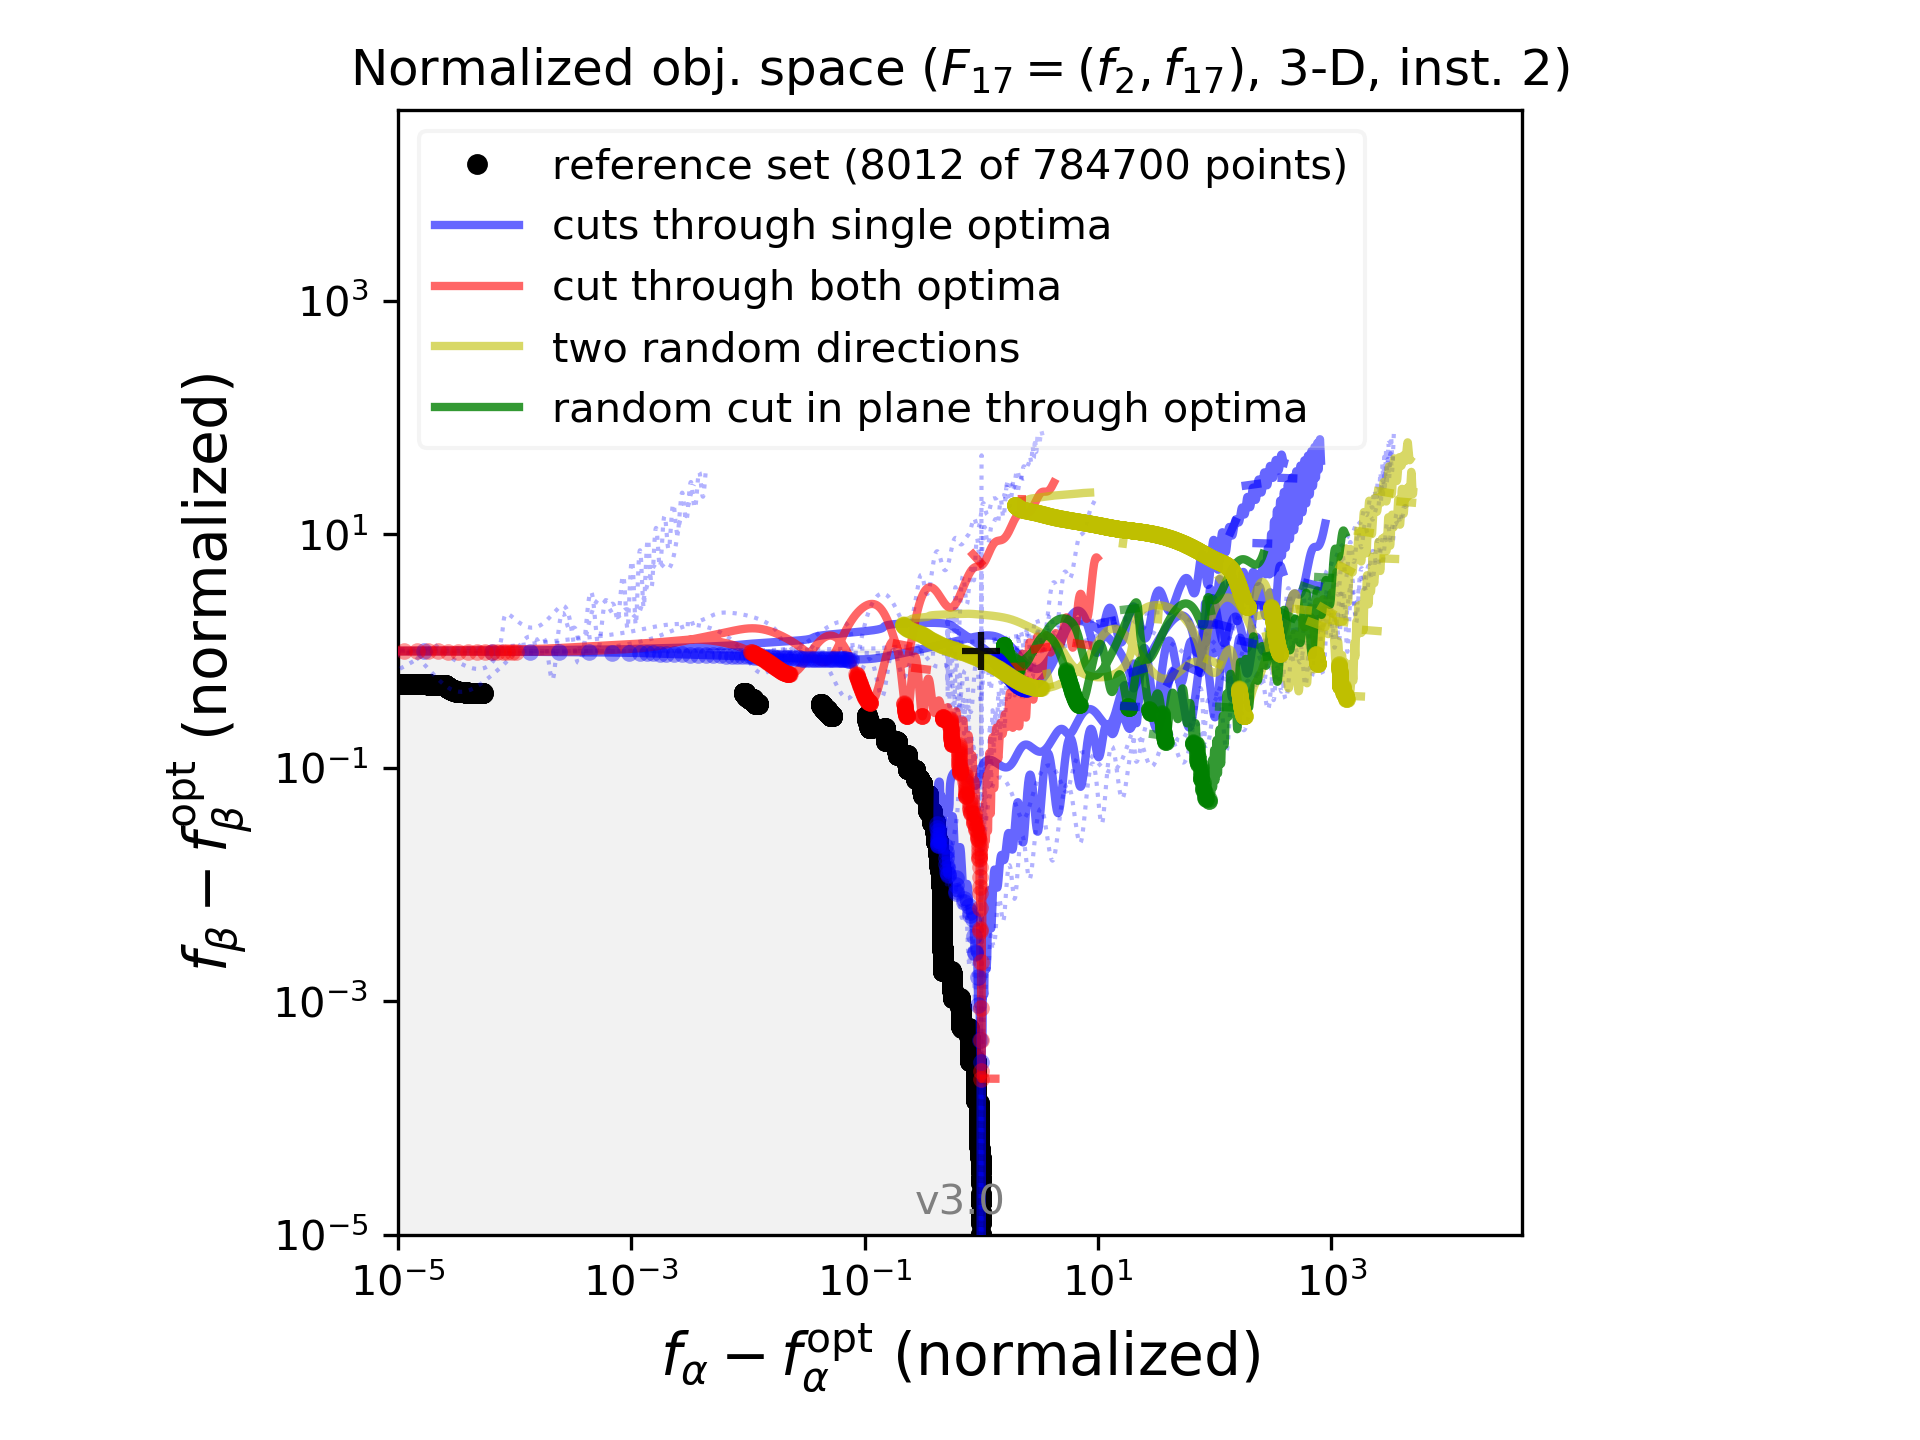 Normalized obj. space (F₁₇ = (f₂, f₁₇), 3-D, inst. 2)
reference set (8012 of 784700 points)
cuts through single optima
cut through both optima
two random directions
random cut in plane through optima
10³
10¹
10⁻¹
10⁻³
10⁻⁵
f_β − f_β^opt (normalized)
v3.0
10⁻⁵ 10⁻³ 10⁻¹ 10¹ 10³
f_α − f_α^opt (normalized)